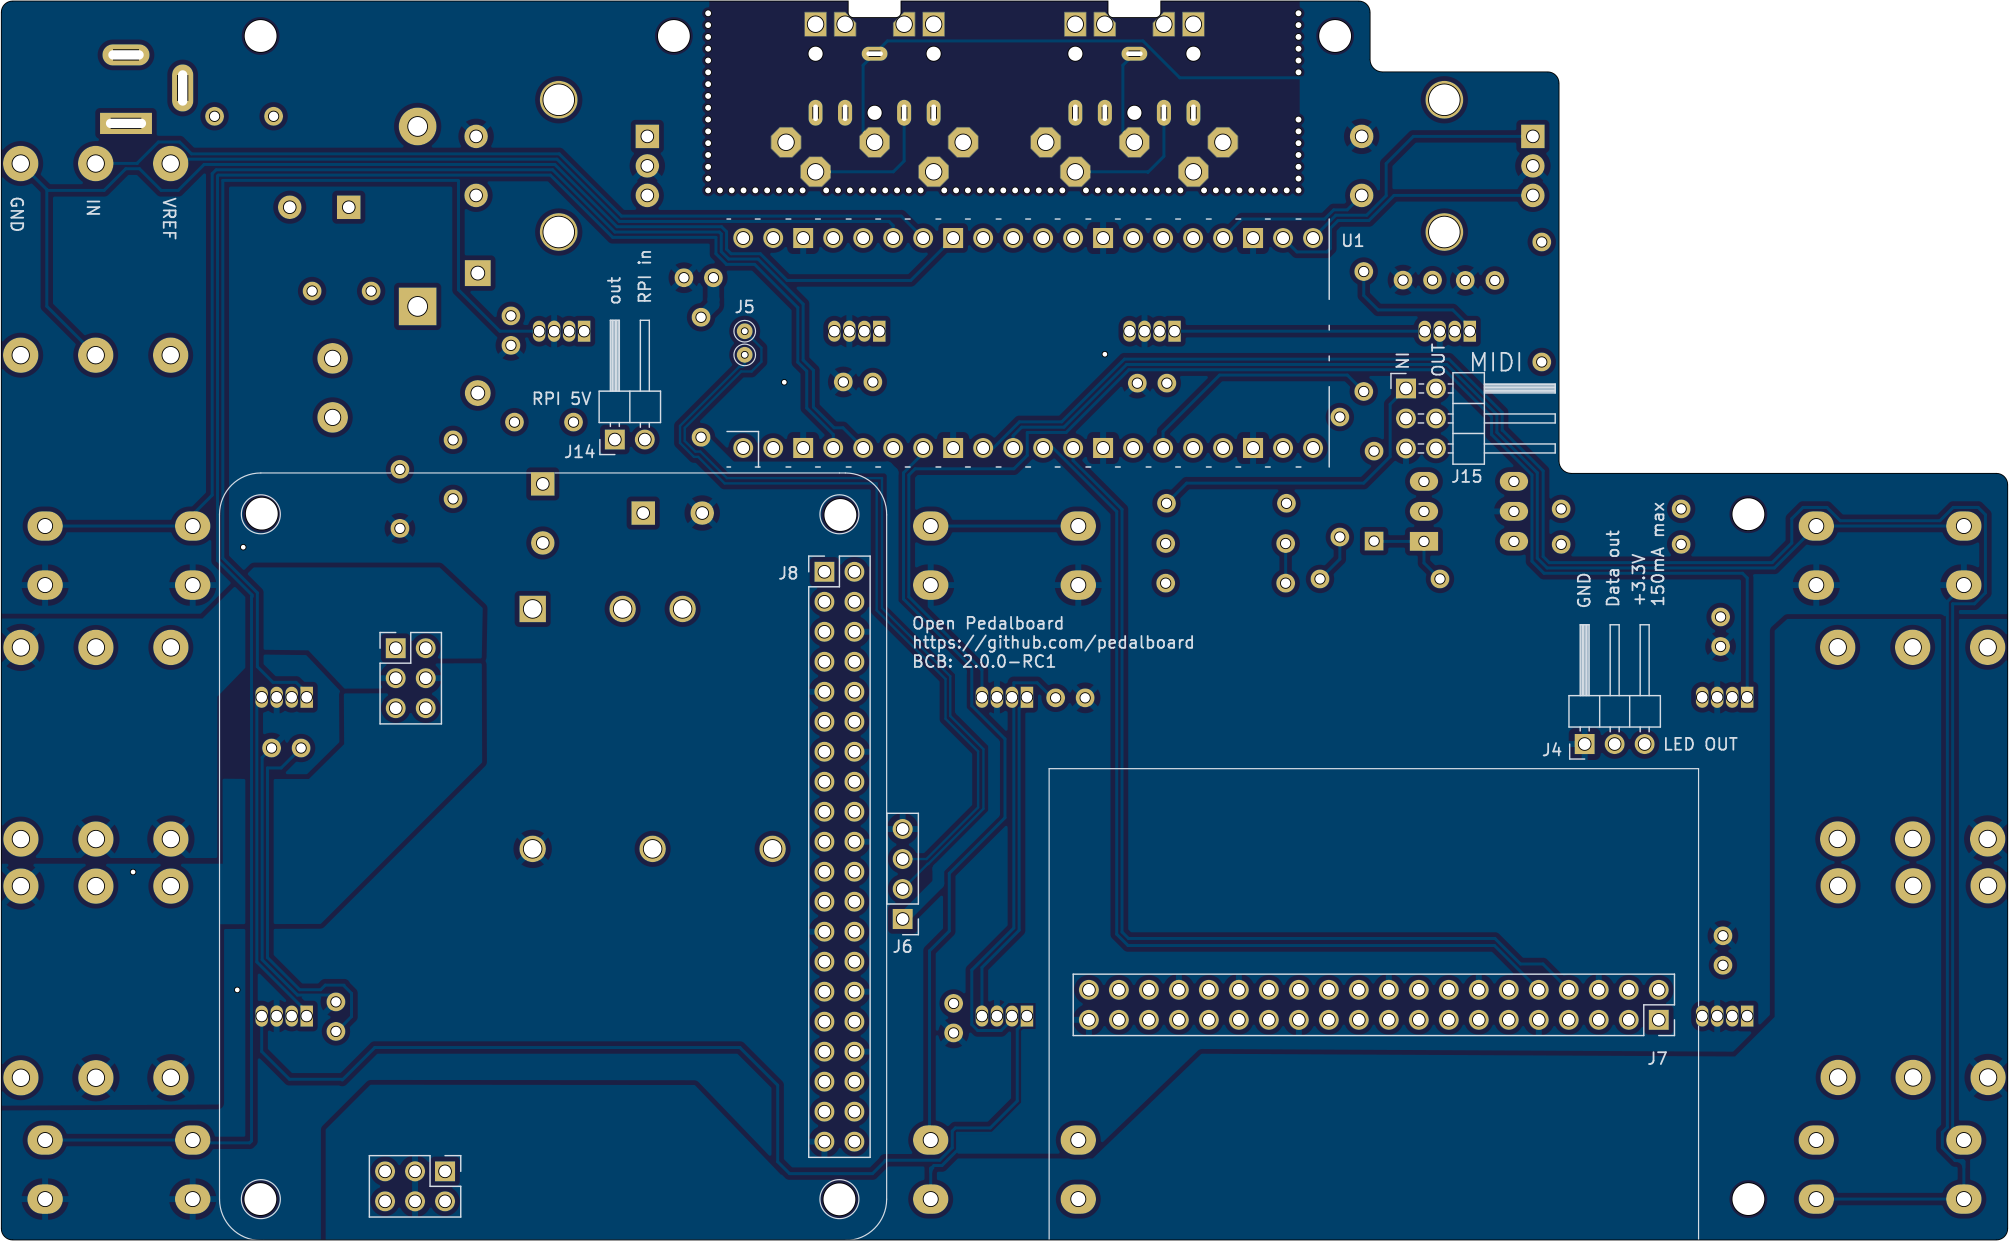 GND
IN
VREF
out
RPI in
U1
J5
RPI 5V
J14
INI
OUT
MIDI
J15
J8
GND
Data out
+3.3V
150mA max
Open Pedalboard
https://github.com/pedalboard
BCB: 2.0.0-RC1
J4
LED OUT
J6
J7